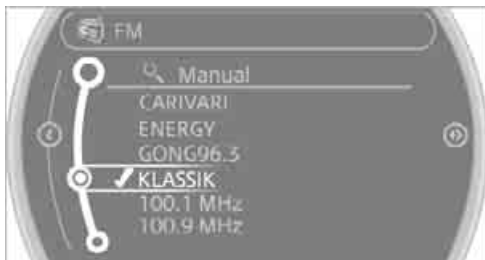 FM
Manual
CARIVARI
ENERGY
GONG96.3
KLASSIK
100.1 MHz
100.9 MHz